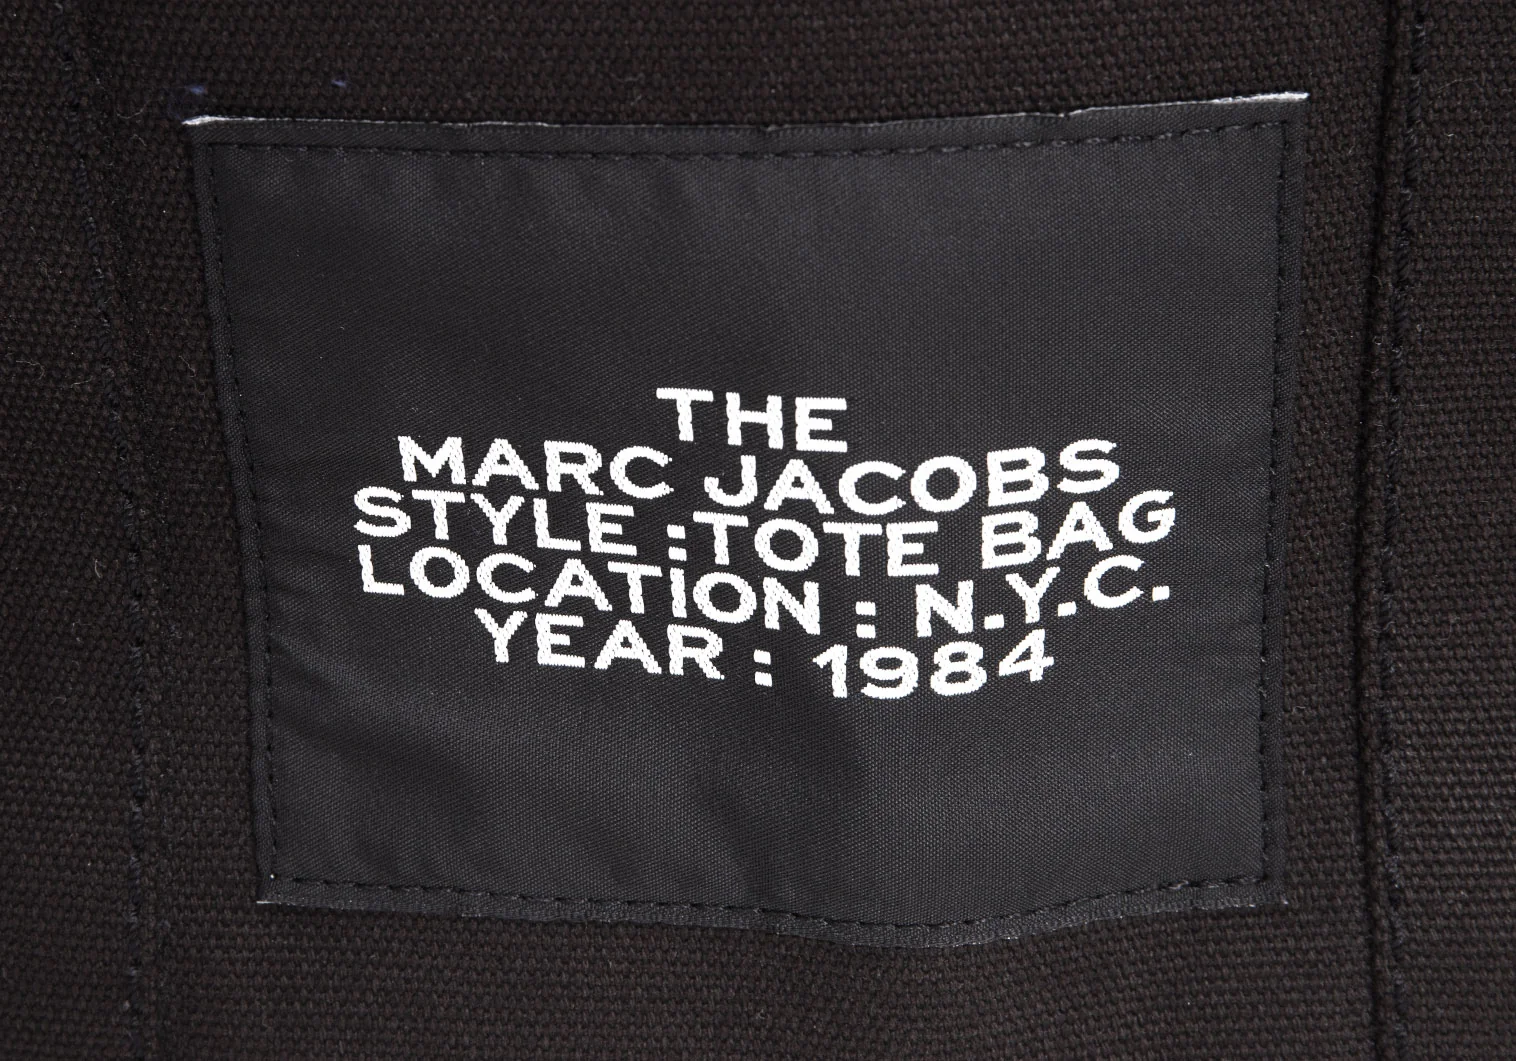 THE
MARC JACOBS
STYLE :TOTE BAG
LOCATION : N.Y.C.
YEAR : 1984